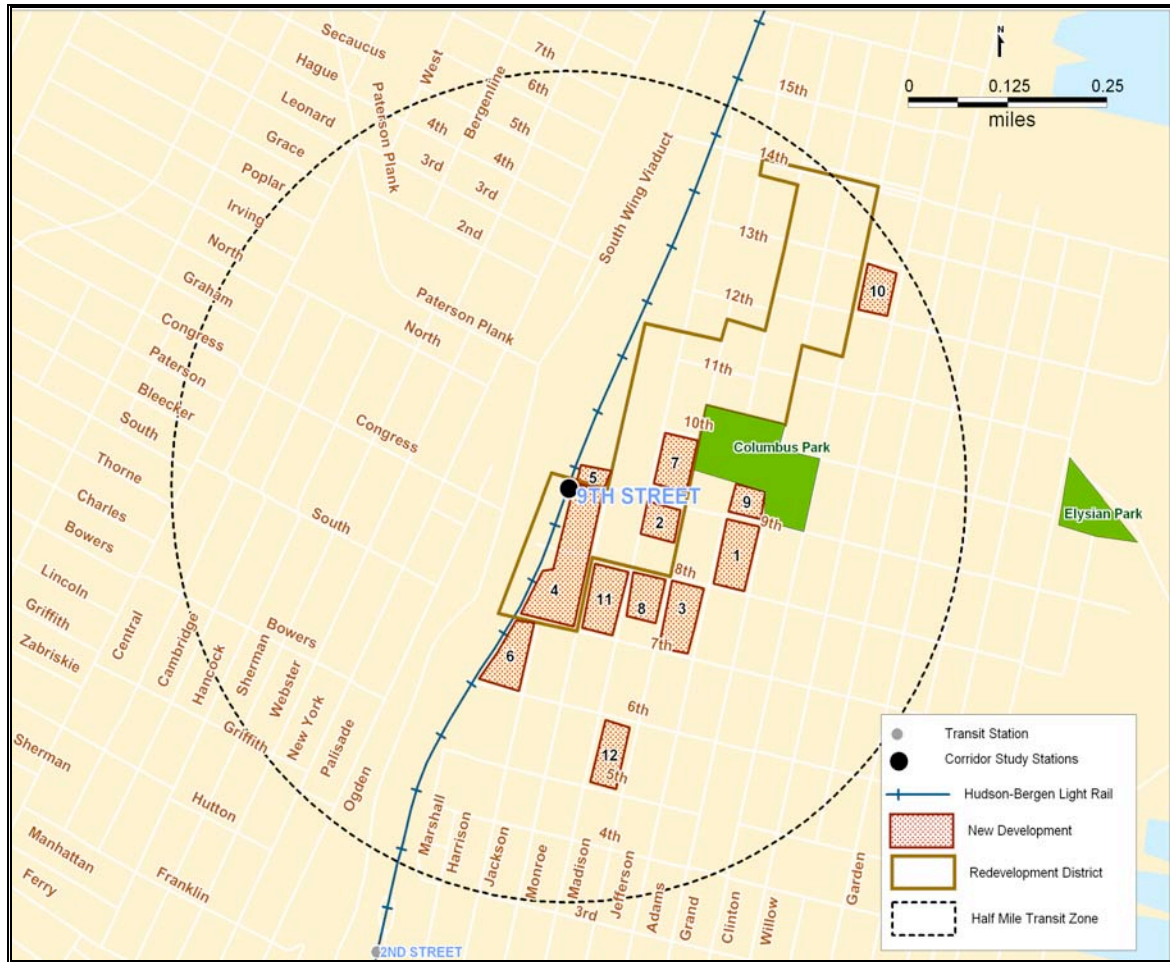 Secaucus
Hague
Leonard
Grace
Poplar
Irving
North
Graham
Congress
Paterson
Bleecker
South
Thorne
Charles
Bowers
Lincoln
Griffith
Zabriskie
Paterson Plank
West
Bergenline
7th
6th
5th
4th
4th
3rd
3rd
2nd
South Wing Viaduct
Paterson Plank
North
Congress
South
15th
14th
13th
12th
11th
10th
N
0 0.125 0.25
miles
10
Columbus Park
Elysian Park
7
5
9TH STREET
9
9th
2
1
8th
4
11
8
3
7th
6
6th
12
5th
4th
3rd
Central
Cambridge
Hancock
Sherman
Webster
New York
Palisade
Ogden
Bowers
Griffith
Sherman
Hutton
Manhattan
Ferry
Franklin
Marshall
Harrison
Jackson
Monroe
Madison
Jefferson
Adams
Grand
Clinton
Willow
Garden
2ND STREET
Transit Station
Corridor Study Stations
Hudson-Bergen Light Rail
New Development
Redevelopment District
Half Mile Transit Zone